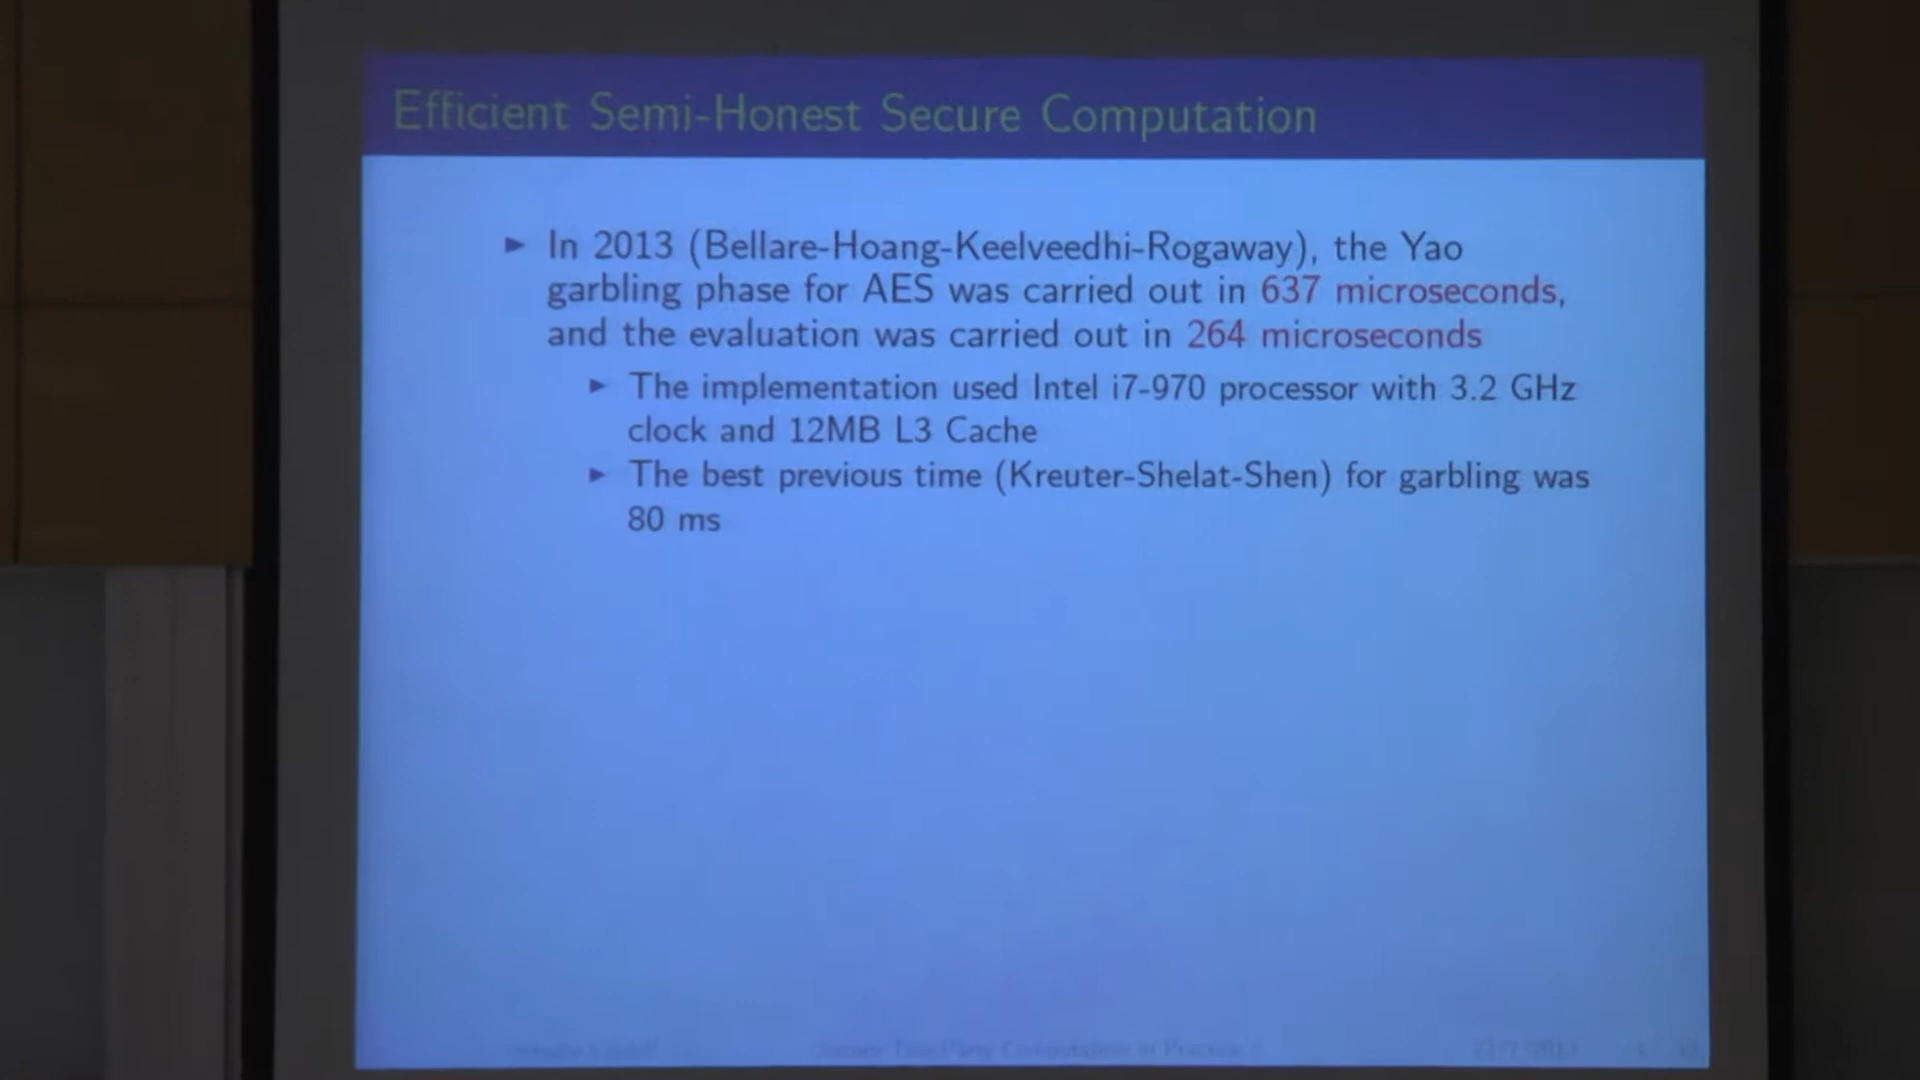 Efficient Semi-Honest Secure Computation
► In 2013 (Bellare-Hoang-Keelveedhi-Rogaway), the Yao
garbling phase for AES was carried out in 637 microseconds,
and the evaluation was carried out in 264 microseconds
► The implementation used Intel i7-970 processor with 3.2 GHz
clock and 12MB L3 Cache
► The best previous time (Kreuter-Shelat-Shen) for garbling was
80 ms
Computation in Practice